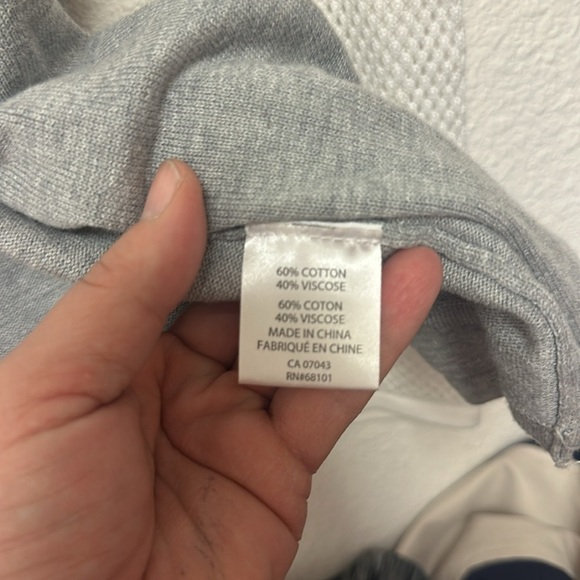 60% COTTON
40% VISCOSE
60% COTON
40% VISCOSE
MADE IN CHINA
FABRIQUÉ EN CHINE
CA 07043
RN#68101